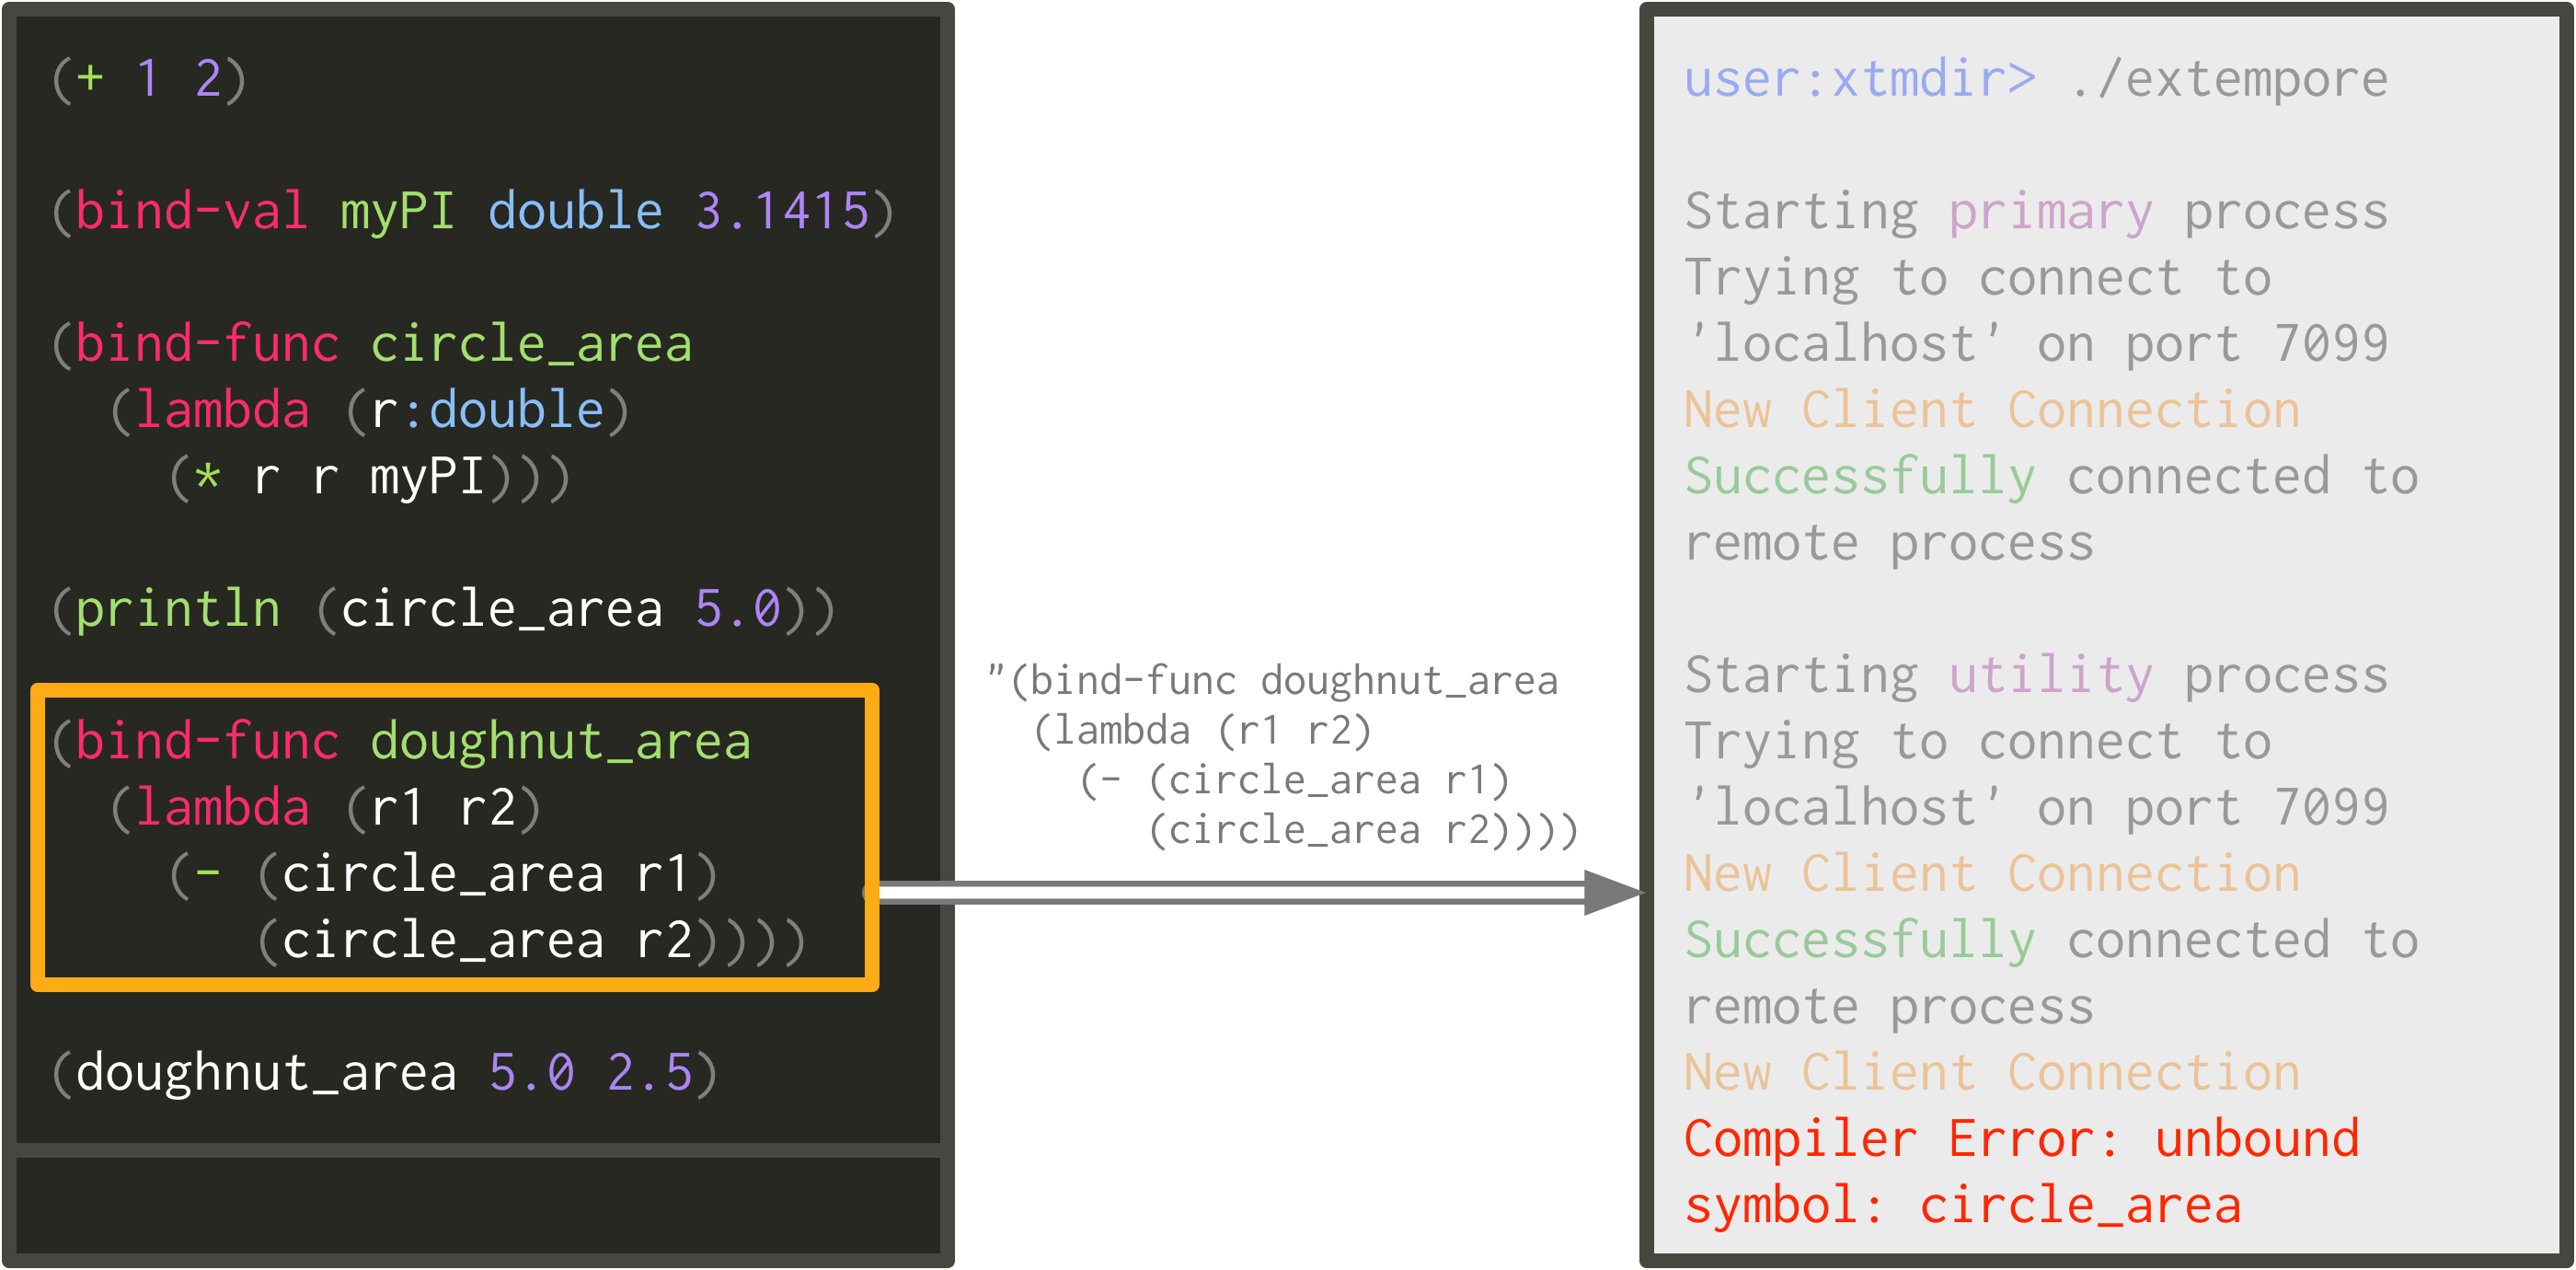 (+ 1 2)
(bind-val myPI double 3.1415)
(bind-func circle_area
(lambda (r:double)
(* r r myPI)))
(println (circle_area 5.0))
(bind-func doughnut_area
(lambda (r1 r2)
(- (circle_area r1)
(circle_area r2))))
(doughnut_area 5.0 2.5)
"(bind-func doughnut_area
(lambda (r1 r2)
(- (circle_area r1)
(circle_area r2))))
user:xtmdir> ./extempore
Starting primary process
Trying to connect to
'localhost' on port 7099
New Client Connection
Successfully connected to
remote process
Starting utility process
Trying to connect to
'localhost' on port 7099
New Client Connection
Successfully connected to
remote process
New Client Connection
Compiler Error: unbound
symbol: circle_area